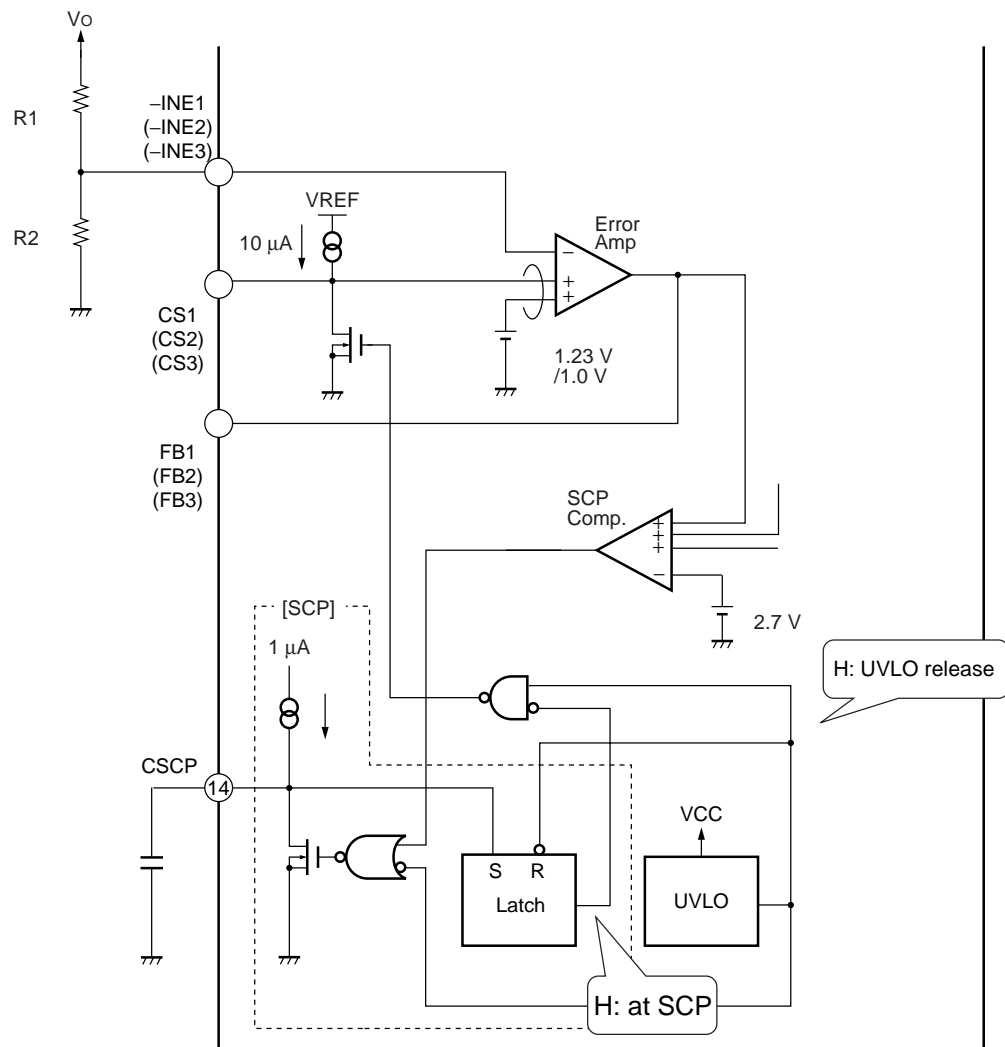 Vo
R1
R2
–INE1
(–INE2)
(–INE3)
VREF
10 µA
Error
Amp
–
+
+
CS1
(CS2)
(CS3)
1.23 V
/1.0 V
FB1
(FB2)
(FB3)
SCP
Comp.
+
+
+
–
2.7 V
[SCP]
1 µA
H: UVLO release
CSCP
14
VCC
S
R
Latch
UVLO
H: at SCP